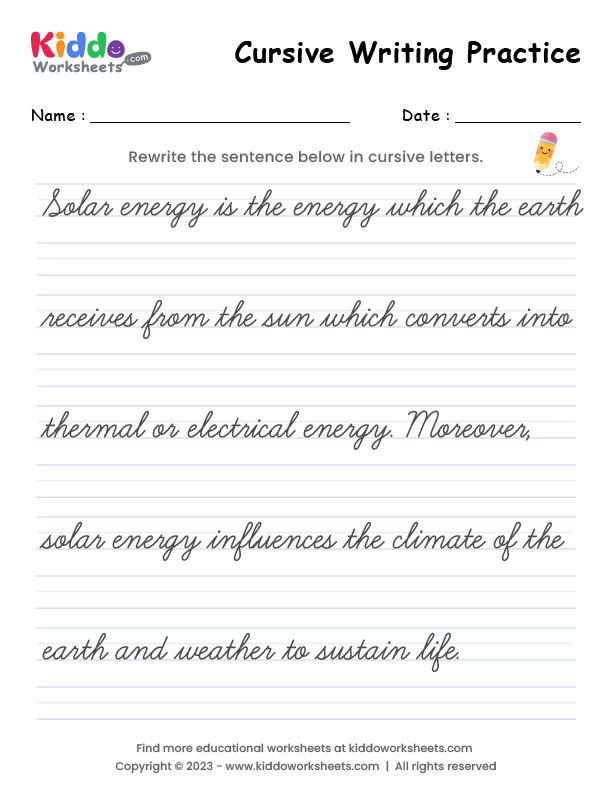 Kiddo
Worksheets .com
Cursive Writing Practice
Name : Date :
Rewrite the sentence below in cursive letters.
Solar energy is the energy which the earth
receives from the sun which converts into
thermal or electrical energy. Moreover,
solar energy influences the climate of the
earth and weather to sustain life.
Find more educational worksheets at kiddoworksheets.com
Copyright © 2023 - www.kiddoworksheets.com | All rights reserved